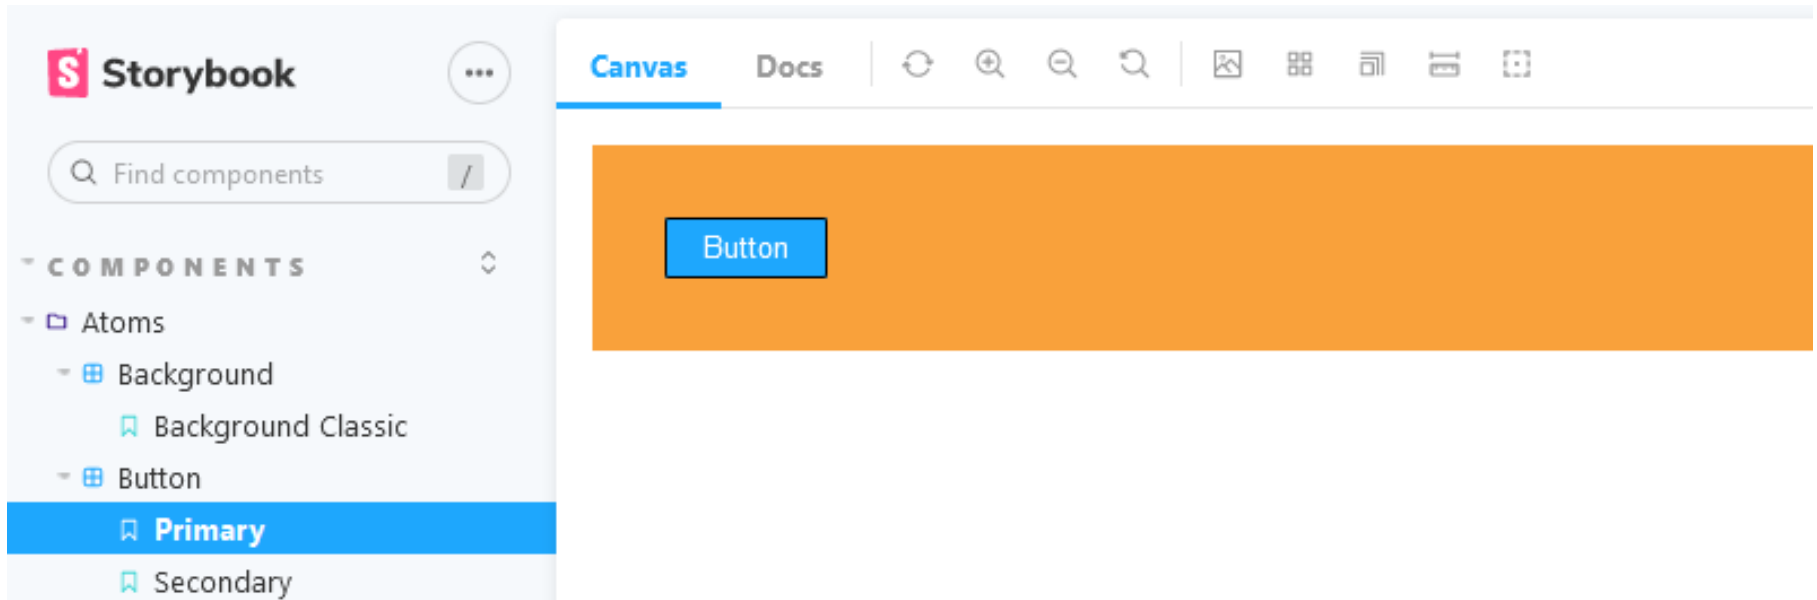 Storybook
Find components /
COMPONENTS
Atoms
Background
Background Classic
Button
Primary
Secondary
Canvas Docs
Button